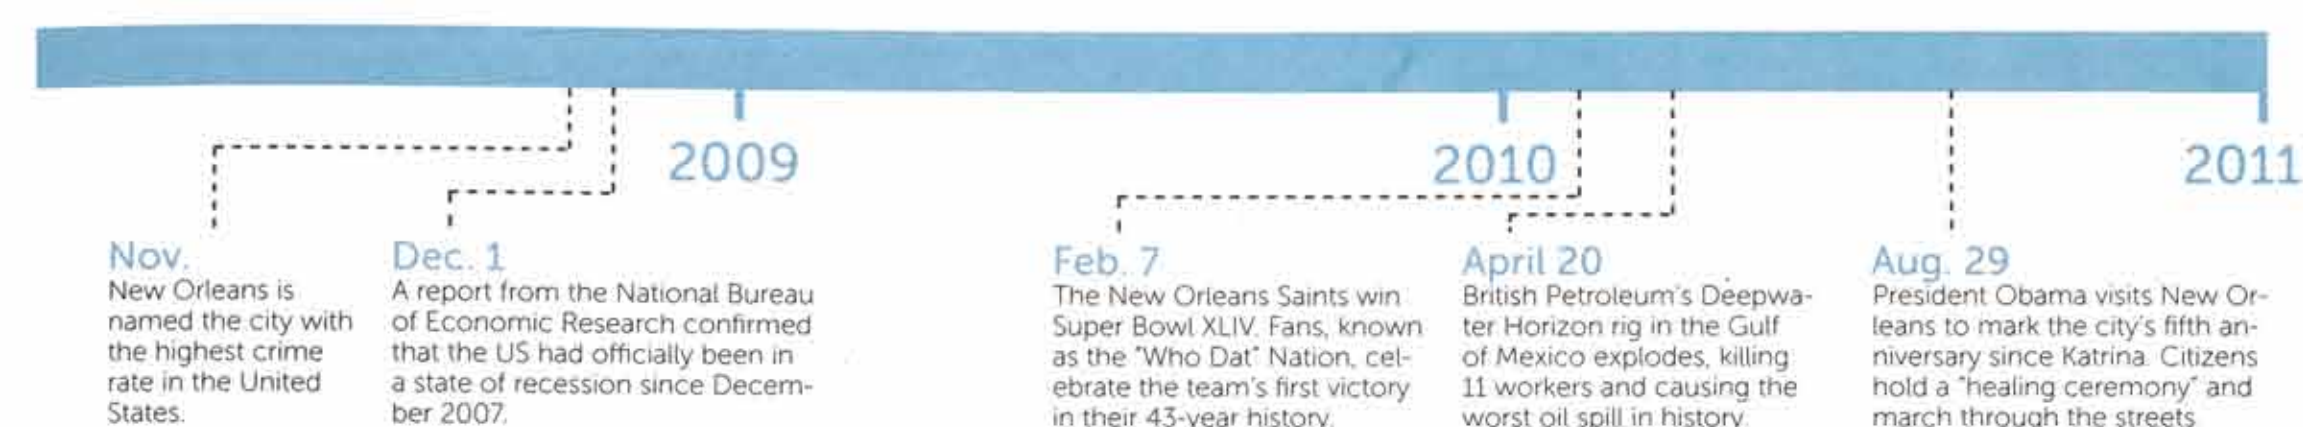 2009
2010
2011
Nov.
New Orleans is
named the city with
the highest crime
rate in the United
States.
Dec. 1
A report from the National Bureau
of Economic Research confirmed
that the US had officially been in
a state of recession since Decem-
ber 2007.
Feb. 7
The New Orleans Saints win
Super Bowl XLIV. Fans, known
as the "Who Dat" Nation, cel-
ebrate the team's first victory
in their 43-year history.
April 20
British Petroleum's Deepwa-
ter Horizon rig in the Gulf
of Mexico explodes, killing
11 workers and causing the
worst oil spill in history.
Aug. 29
President Obama visits New Or-
leans to mark the city's fifth an-
niversary since Katrina. Citizens
hold a "healing ceremony" and
march through the streets